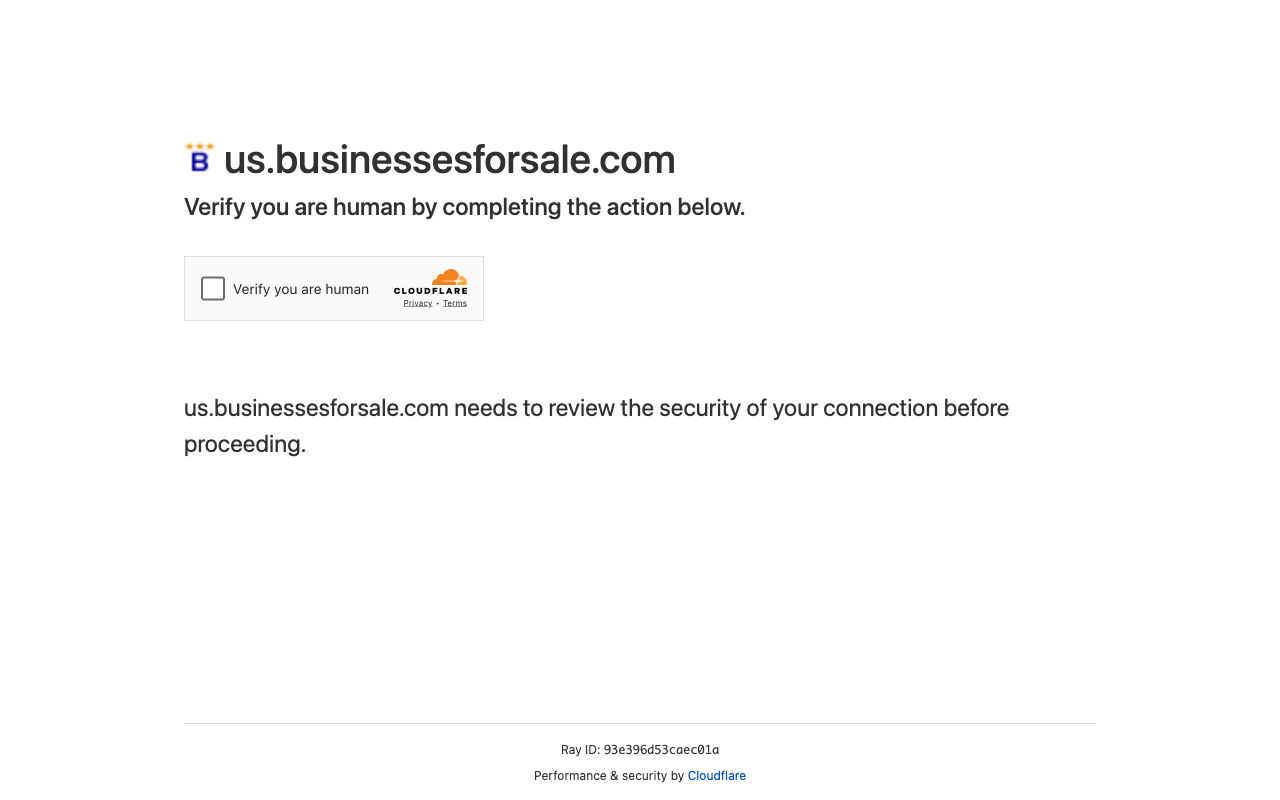 us.businessesforsale.com
Verify you are human by completing the action below.
Verify you are human
CLOUDFLARE
Privacy • Terms
us.businessesforsale.com needs to review the security of your connection before
proceeding.
Ray ID: 93e396d53caec01a
Performance & security by Cloudflare